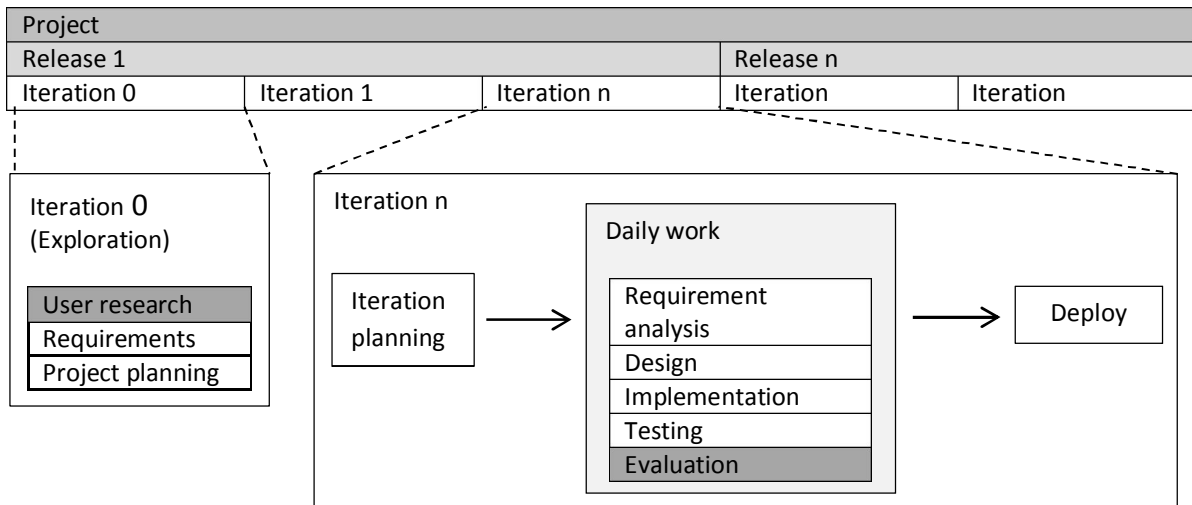 Project
Release 1
Release n
Iteration 0
Iteration 1
Iteration n
Iteration
Iteration
Iteration 0
(Exploration)
User research
Requirements
Project planning
Iteration n
Iteration
planning
Daily work
Requirement
analysis
Design
Implementation
Testing
Evaluation
Deploy